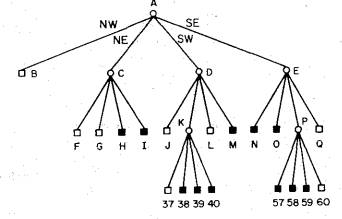 A
NW SE
NE SW
B C D E
F G H I J K L M N O P Q
37 38 39 40 57 58 59 60